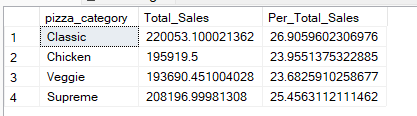 pizza_category Total_Sales Per_Total_Sales
1 Classic 220053.100021362 26.9059602306976
2 Chicken 195919.5 23.9551375322885
3 Veggie 193690.451004028 23.6825910258677
4 Supreme 208196.99981308 25.4563112111462